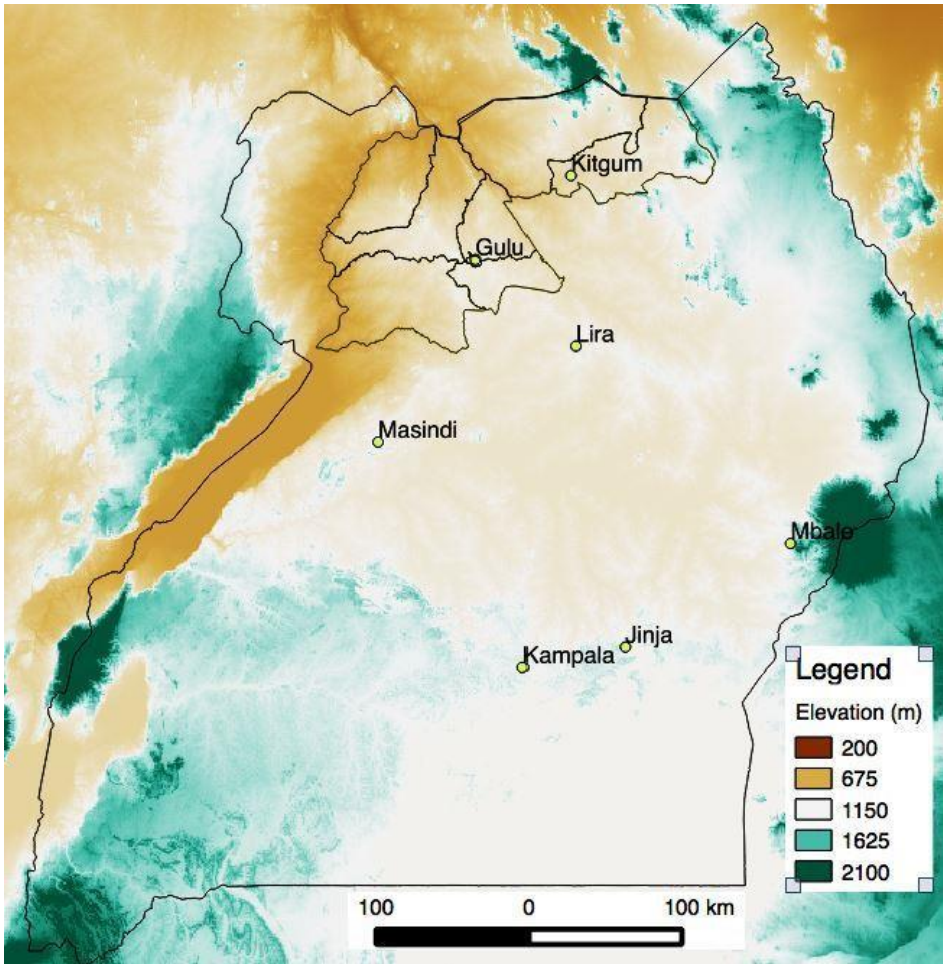 Kitgum
Gulu
Lira
Masindi
Mbale
Jinja
Kampala
Legend
Elevation (m)
200
675
1150
1625
2100
100 0 100 km